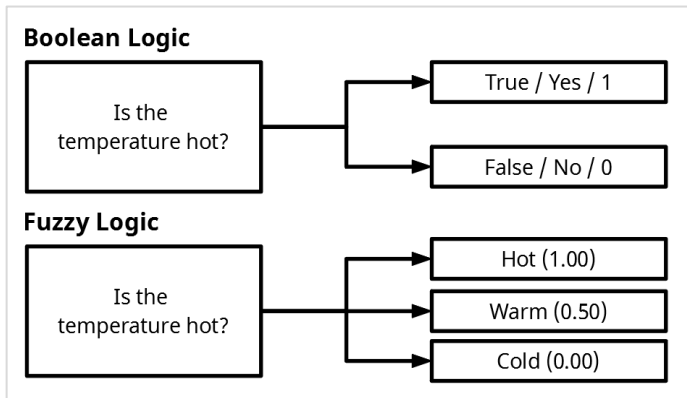 Boolean Logic
Is the
temperature hot?
True / Yes / 1
False / No / 0
Fuzzy Logic
Is the
temperature hot?
Hot (1.00)
Warm (0.50)
Cold (0.00)